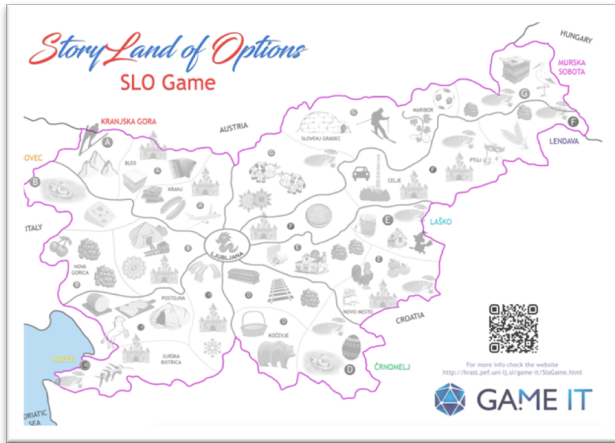 StoryLand of Options
SLO Game
HUNGARY
MURSKA
SOBOTA
KRANJSKA GORA
AUSTRIA
MARIBOR
G
G
F
A
SLOVENJ GRADEC
LENDAVA
OVEC
BLED
A
G
PTUJ
B
KRANJ
CELJE
F
A
ITALY
F
E
LAŠKO
B
LJUBLJANA
E
NOVA
GORICA
E
B
D
POSTOJNA
NOVO MESTO
CROATIA
D
KOČEVJE
ILIRSKA
BISTRICA
D
ČRNOMELJ
For more info check the website
http://hrast.pef.uni-lj.si/game-it/SloGame.html
GAME IT
SEA